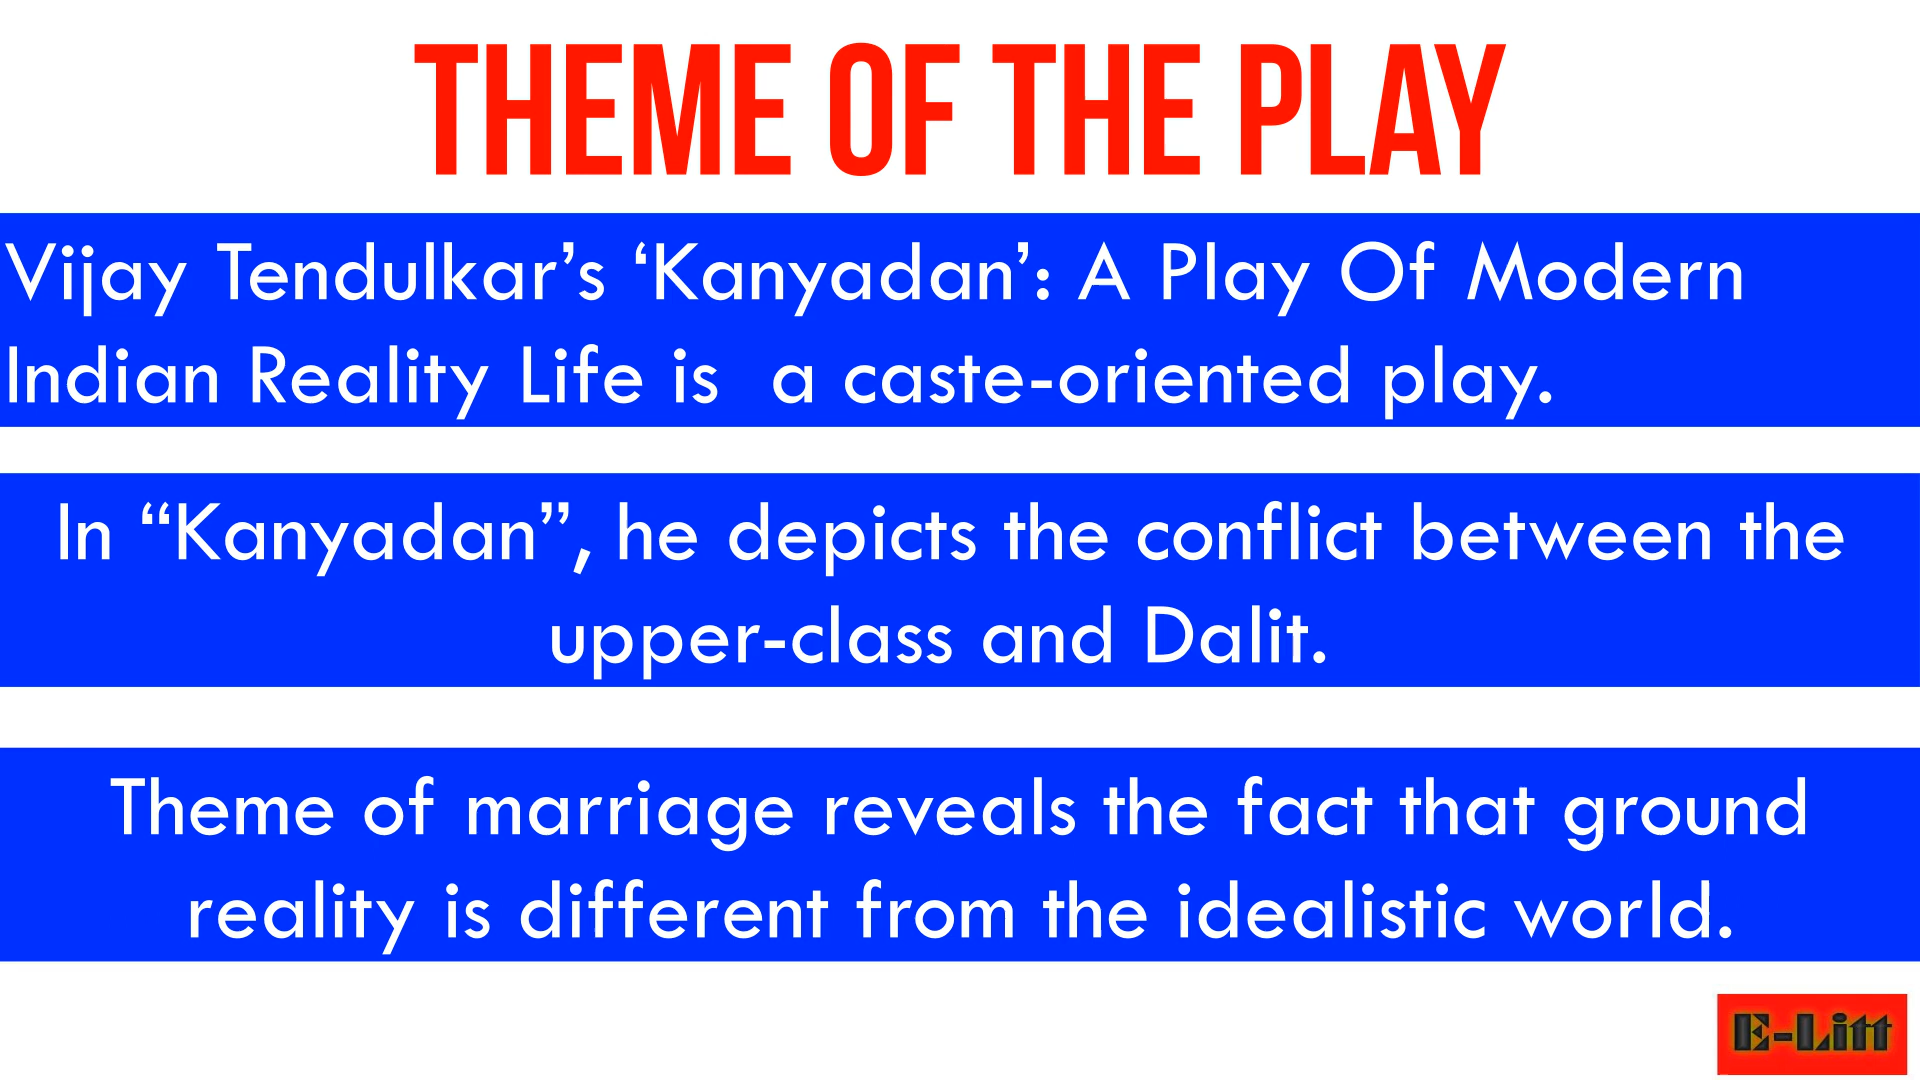 THEME OF THE PLAY
Vijay Tendulkar’s ‘Kanyadan’: A Play Of Modern
Indian Reality Life is  a caste-oriented play.
In “Kanyadan”, he depicts the conflict between the
upper-class and Dalit.
Theme of marriage reveals the fact that ground
reality is different from the idealistic world.
E-Litt